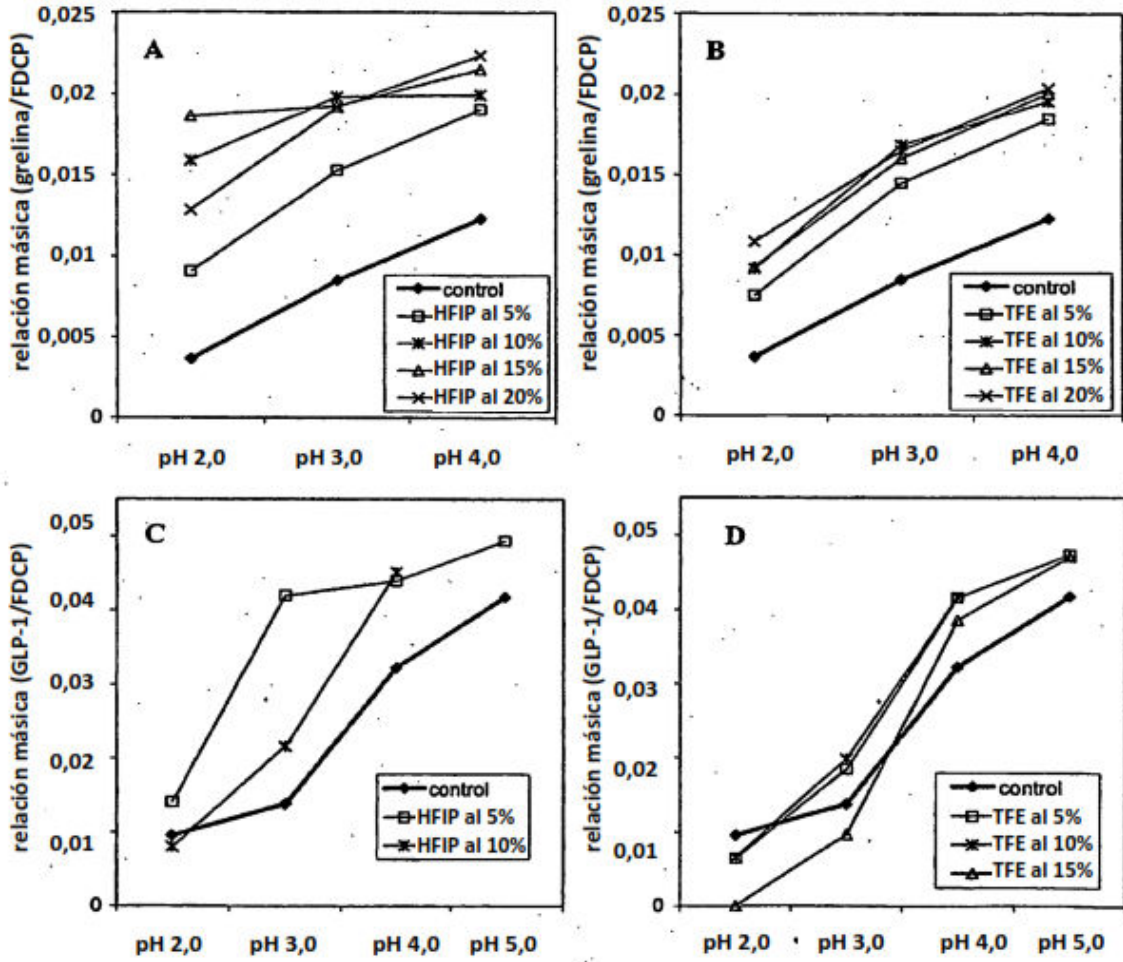 A
relación másica (grelina/FDCP)
0,025
0,02
0,015
0,01
0,005
0
control
HFIP al 5%
HFIP al 10%
HFIP al 15%
HFIP al 20%
pH 2,0 pH 3,0 pH 4,0
B
relación másica (grelina/FDCP)
0,025
0,02
0,015
0,01
0,005
0
control
TFE al 5%
TFE al 10%
TFE al 15%
TFE al 20%
pH 2,0 pH 3,0 pH 4,0
C
relación másica (GLP-1/FDCP)
0,05
0,04
0,03
0,02
0,01
0
control
HFIP al 5%
HFIP al 10%
pH 2,0 pH 3,0 pH 4,0 pH 5,0
D
relación másica (GLP-1/FDCP)
0,05
0,04
0,03
0,02
0,01
0
control
TFE al 5%
TFE al 10%
TFE al 15%
pH 2,0 pH 3,0 pH 4,0 pH 5,0